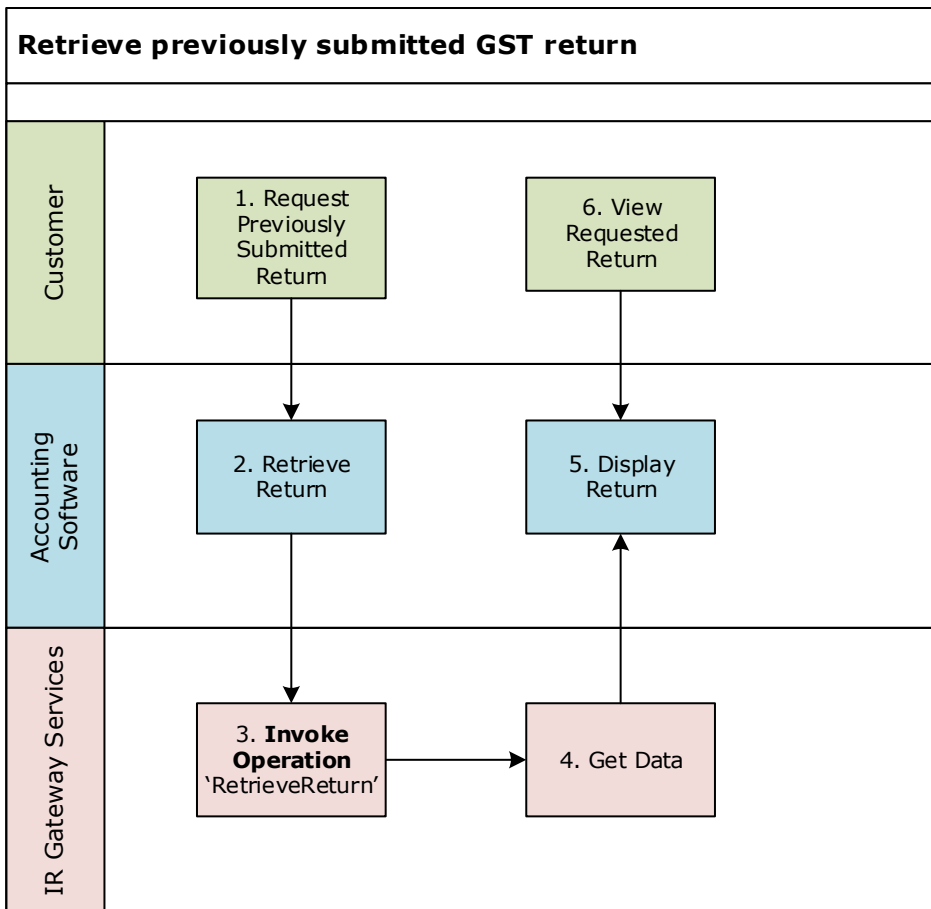 Retrieve previously submitted GST return
Customer
1. Request
Previously
Submitted
Return
6. View
Requested
Return
Accounting
Software
2. Retrieve
Return
5. Display
Return
IR Gateway Services
3. Invoke
Operation
‘RetrieveReturn’
4. Get Data